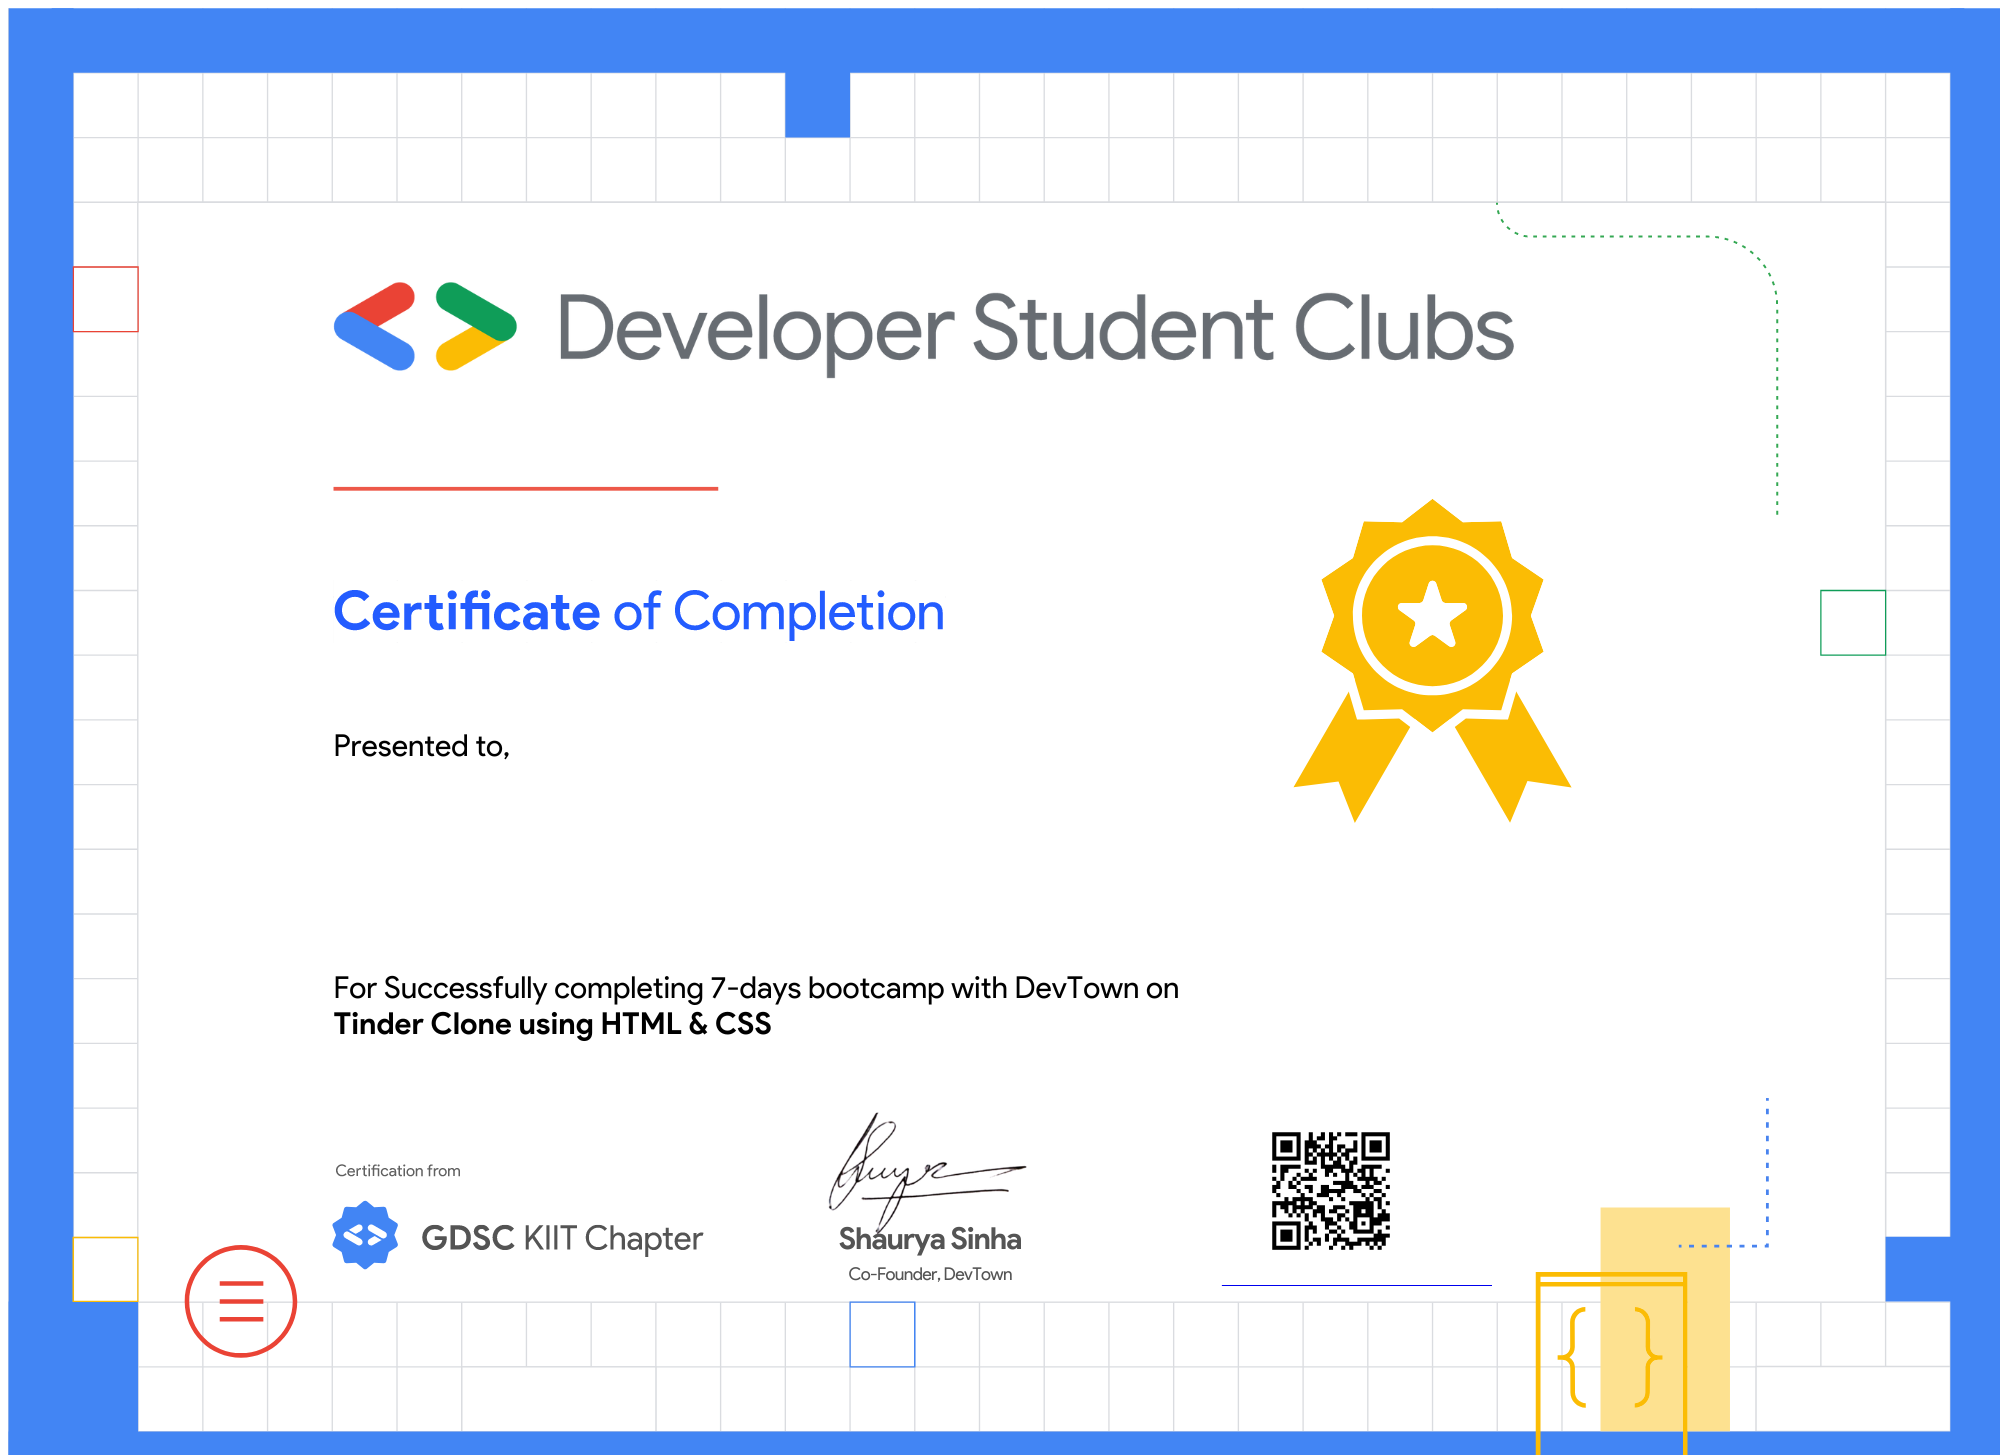 Developer Student Clubs
Certificate of Completion
Presented to,
For Successfully completing 7-days bootcamp with DevTown on
Tinder Clone using HTML & CSS
Certification from
GDSC KIIT Chapter
Shaurya Sinha
Co-Founder, DevTown
{ }